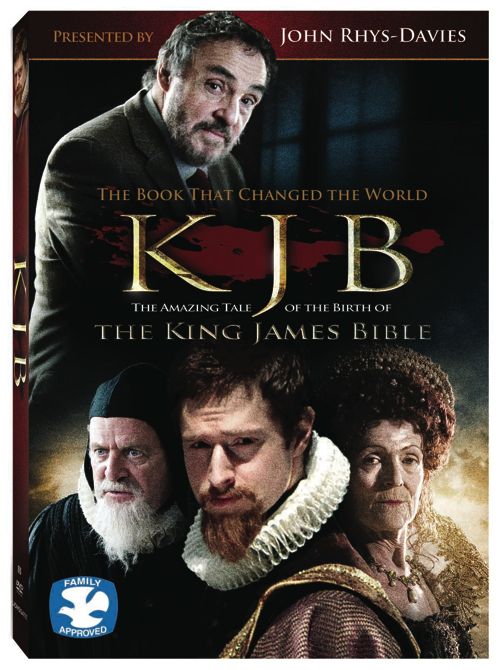 PRESENTED BY JOHN RHYS-DAVIES
THE BOOK THAT CHANGED THE WORLD
KJB
THE AMAZING TALE OF THE BIRTH OF
THE KING JAMES BIBLE
KJB
FAMILY
APPROVED